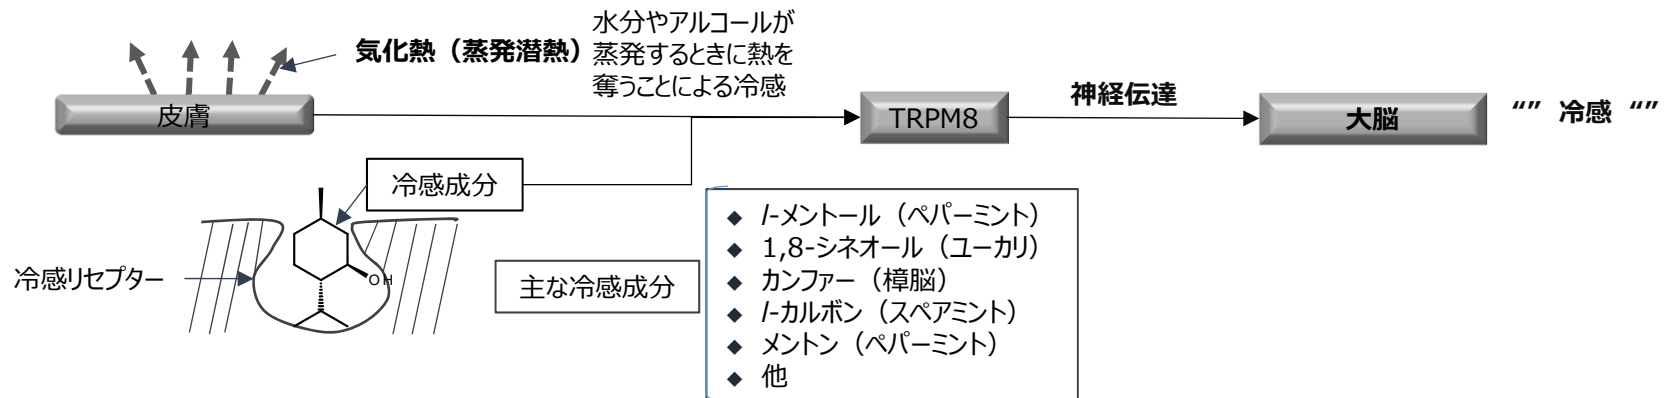 水分やアルコールが
気化熱（蒸発潜熱）
蒸発するときに熱を
奪うことによる冷感
皮膚
TRPM8
神経伝達
大脳
“” 冷感 “”
冷感成分
冷感リセプター
OH
主な冷感成分
◆ l-メントール（ペパーミント）
◆ 1,8-シネオール（ユーカリ）
◆ カンファー（樟脳）
◆ l-カルボン（スペアミント）
◆ メントン（ペパーミント）
◆ 他